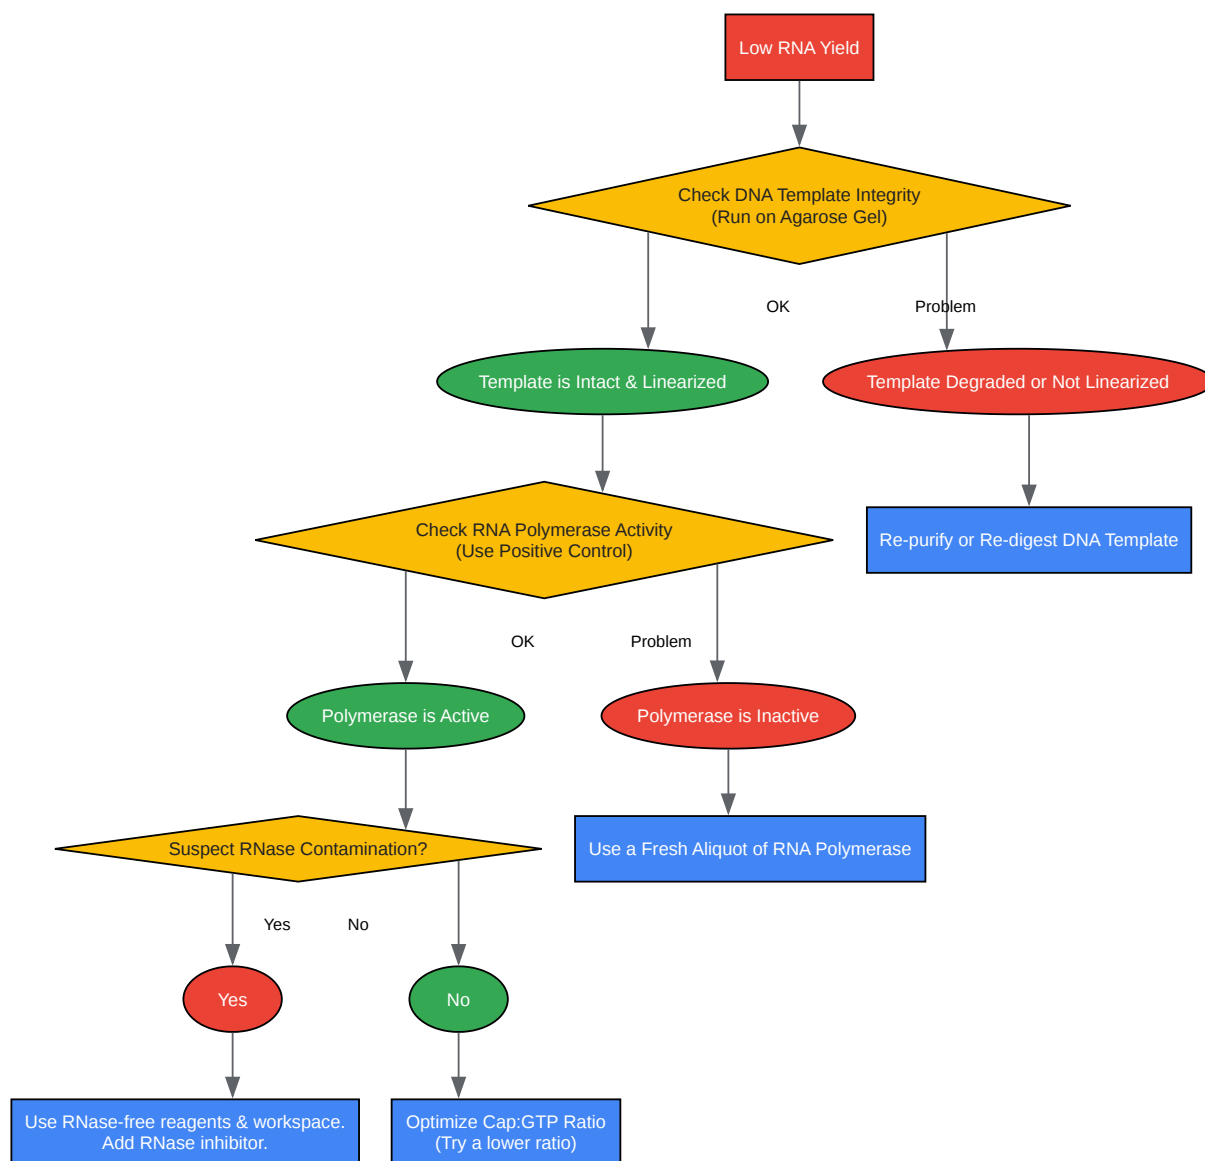 Low RNA Yield
Check DNA Template Integrity
(Run on Agarose Gel)
OK
Problem
Template is Intact & Linearized
Template Degraded or Not Linearized
Check RNA Polymerase Activity
(Use Positive Control)
Re-purify or Re-digest DNA Template
OK
Problem
Polymerase is Active
Polymerase is Inactive
Suspect RNase Contamination?
Use a Fresh Aliquot of RNA Polymerase
Yes
No
Yes
No
Use RNase-free reagents & workspace.
Add RNase inhibitor.
Optimize Cap:GTP Ratio
(Try a lower ratio)